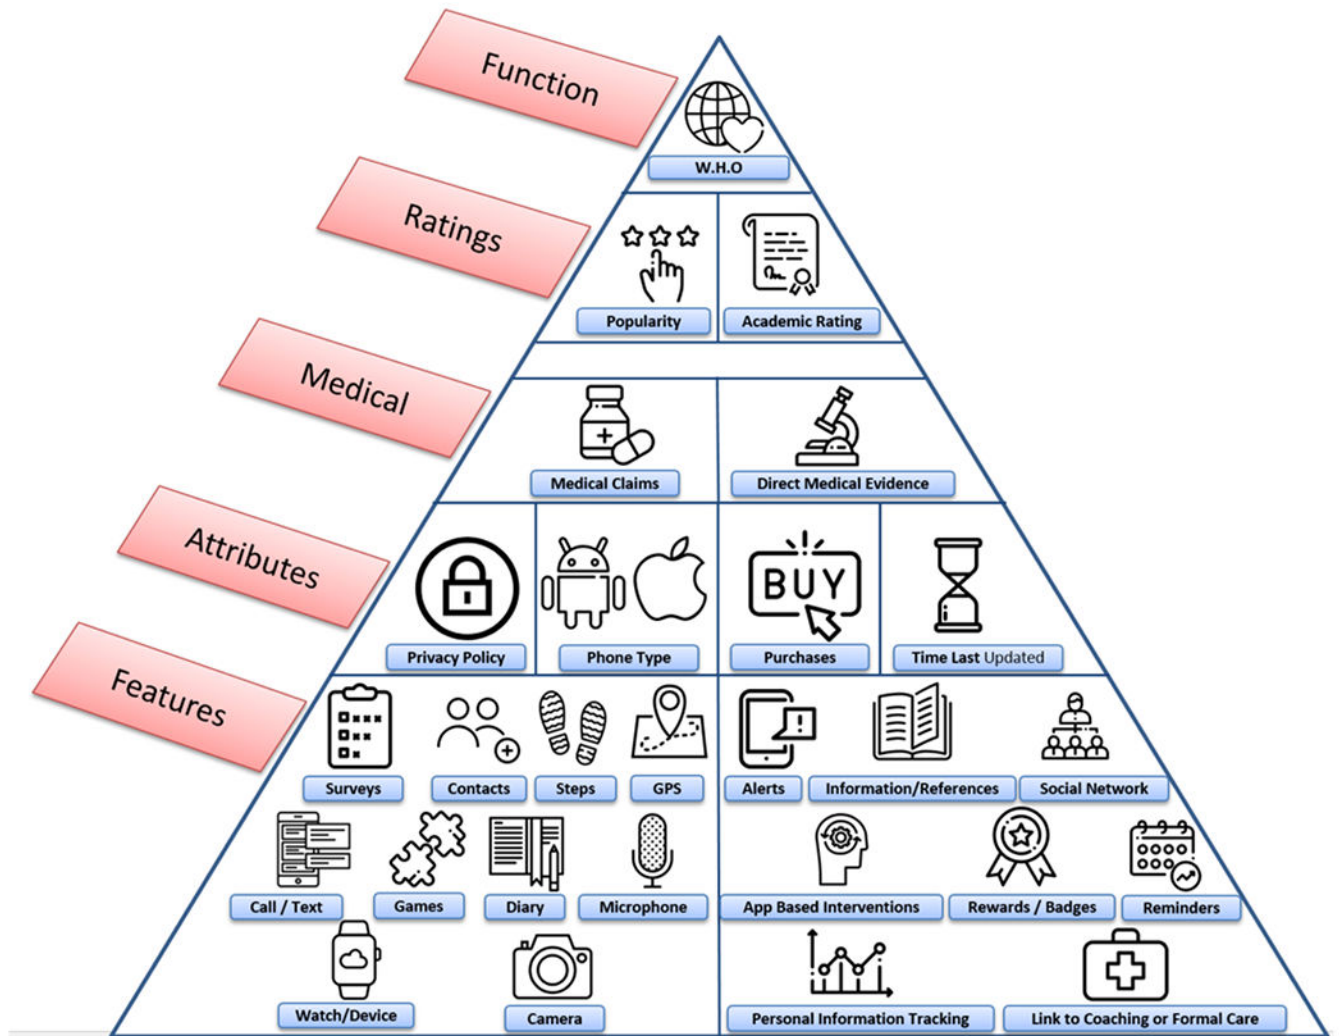 Function
W.H.O
Ratings
Popularity
Academic Rating
Medical
Medical Claims
Direct Medical Evidence
Attributes
BUY
Privacy Policy
Phone Type
Purchases
Time Last Updated
Features
Surveys
Contacts
Steps
GPS
Alerts
Information/References
Social Network
Call / Text
Games
Diary
Microphone
App Based Interventions
Rewards / Badges
Reminders
Watch/Device
Camera
Personal Information Tracking
Link to Coaching or Formal Care